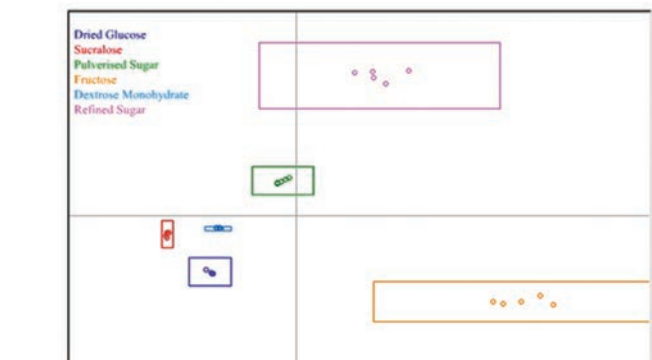 Dried Glucose
Sucralose
Pulverised Sugar
Fructose
Dextrose Monohydrate
Refined Sugar